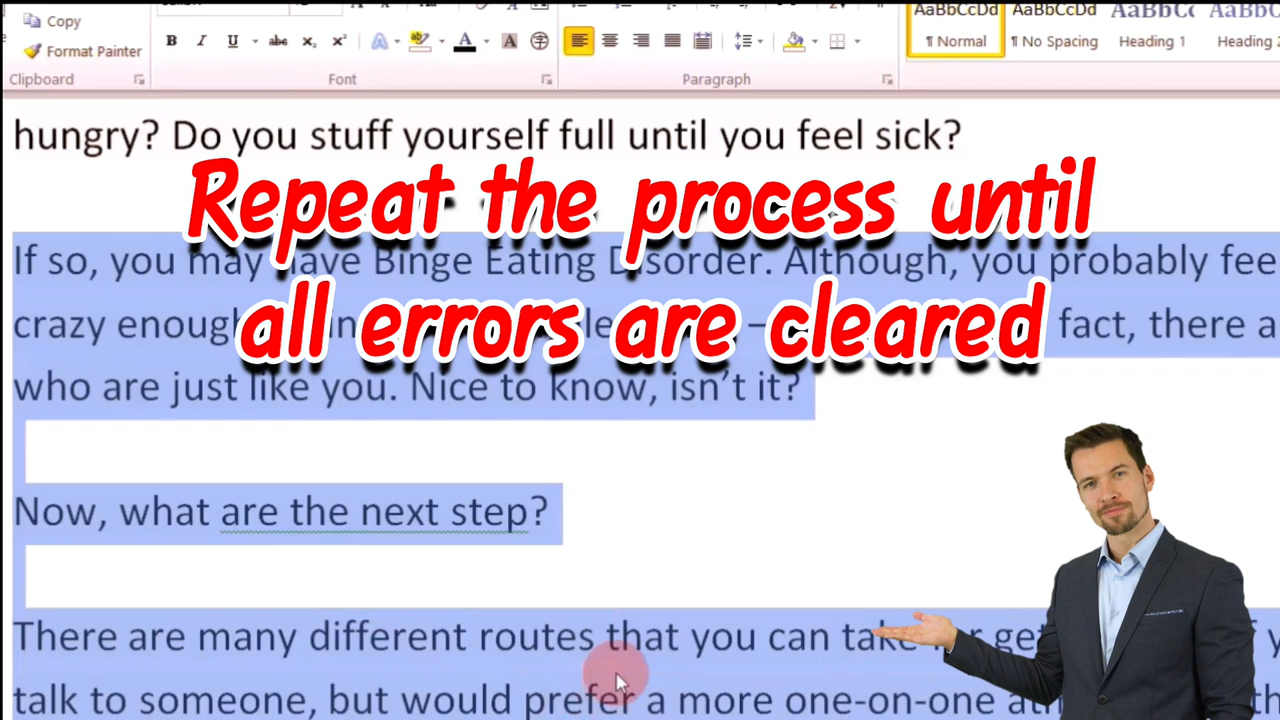 Copy
Format Painter
B I U abc x₂ x² A ab A A 字
Clipboard
Font
Paragraph
AaBbCcDd AaBbCcDd AaBbCc AaBbCc
¶ Normal ¶ No Spacing Heading 1 Heading
hungry? Do you stuff yourself full until you feel sick?
Repeat the process until
all errors are cleared
If so, you may have Binge Eating Disorder. Although, you probably fee
crazy enough fact, there a
who are just like you. Nice to know, isn’t it?
Now, what are the next step?
There are many different routes that you can take
talk to someone, but would prefer a more one-on-one